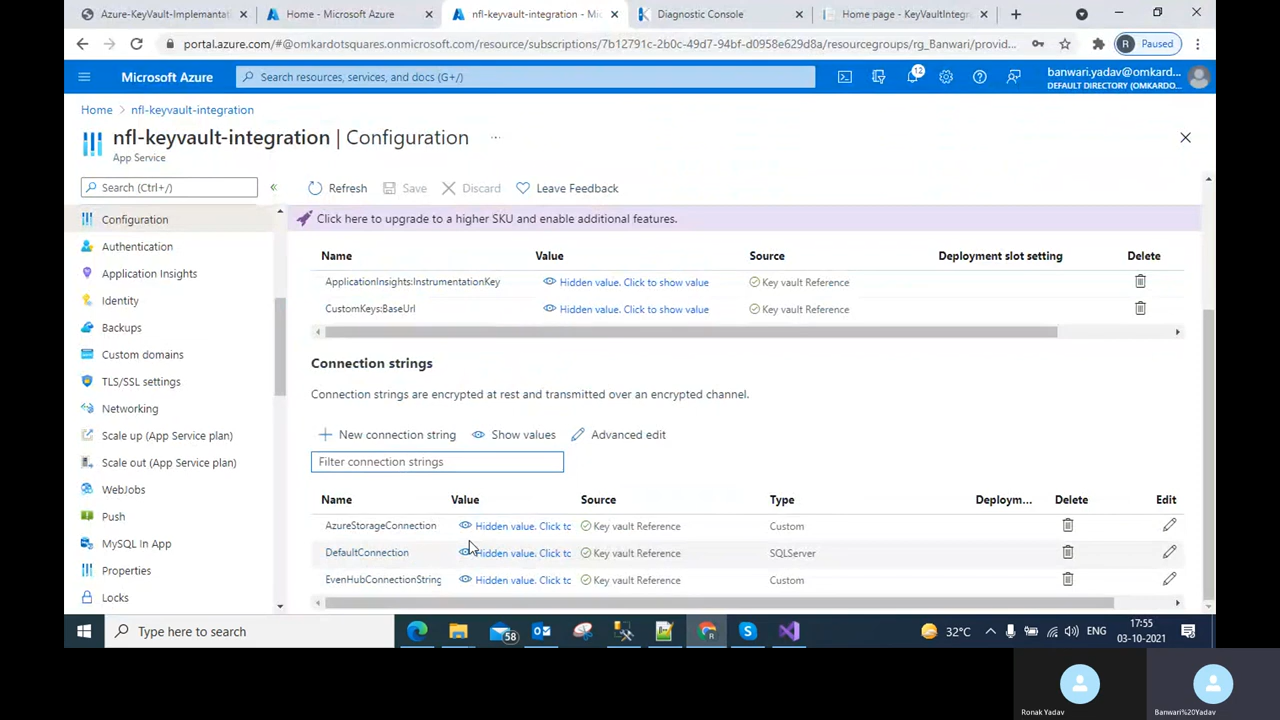 Azure-KeyVault-Implemantat
Home - Microsoft Azure
nfl-keyvault-integration - Mi
Diagnostic Console
Home page - KeyVaultIntegr
portal.azure.com/#@omkardotsquares.onmicrosoft.com/resource/subscriptions/7b12791c-2b0c-49d7-94bf-d0958e629d8a/resourcegroups/rg_Banwari/provid...
R Paused
Microsoft Azure
Search resources, services, and docs (G+/)
12
banwari.yadav@omkard...
DEFAULT DIRECTORY (OMKARDO...
Home > nfl-keyvault-integration
nfl-keyvault-integration | Configuration ...
App Service
Search (Ctrl+/)
«
Refresh
Save
Discard
Leave Feedback
Configuration
Authentication
Application Insights
Identity
Backups
Custom domains
TLS/SSL settings
Networking
Scale up (App Service plan)
Scale out (App Service plan)
WebJobs
Push
MySQL In App
Properties
Locks
Click here to upgrade to a higher SKU and enable additional features.
Name Value Source Deployment slot setting Delete
ApplicationInsights:InstrumentationKey Hidden value. Click to show value Key vault Reference
CustomKeys:BaseUrl Hidden value. Click to show value Key vault Reference
Connection strings
Connection strings are encrypted at rest and transmitted over an encrypted channel.
New connection string Show values Advanced edit
Filter connection strings
Name Value Source Type Deploym... Delete Edit
AzureStorageConnection Hidden value. Click tc Key vault Reference Custom
DefaultConnection Hidden value. Click tc Key vault Reference SQLServer
EvenHubConnectionString Hidden value. Click tc Key vault Reference Custom
Type here to search
58
R
32°C
ENG
17:55
03-10-2021
Ronak Yadav
Banwari%20Yadav